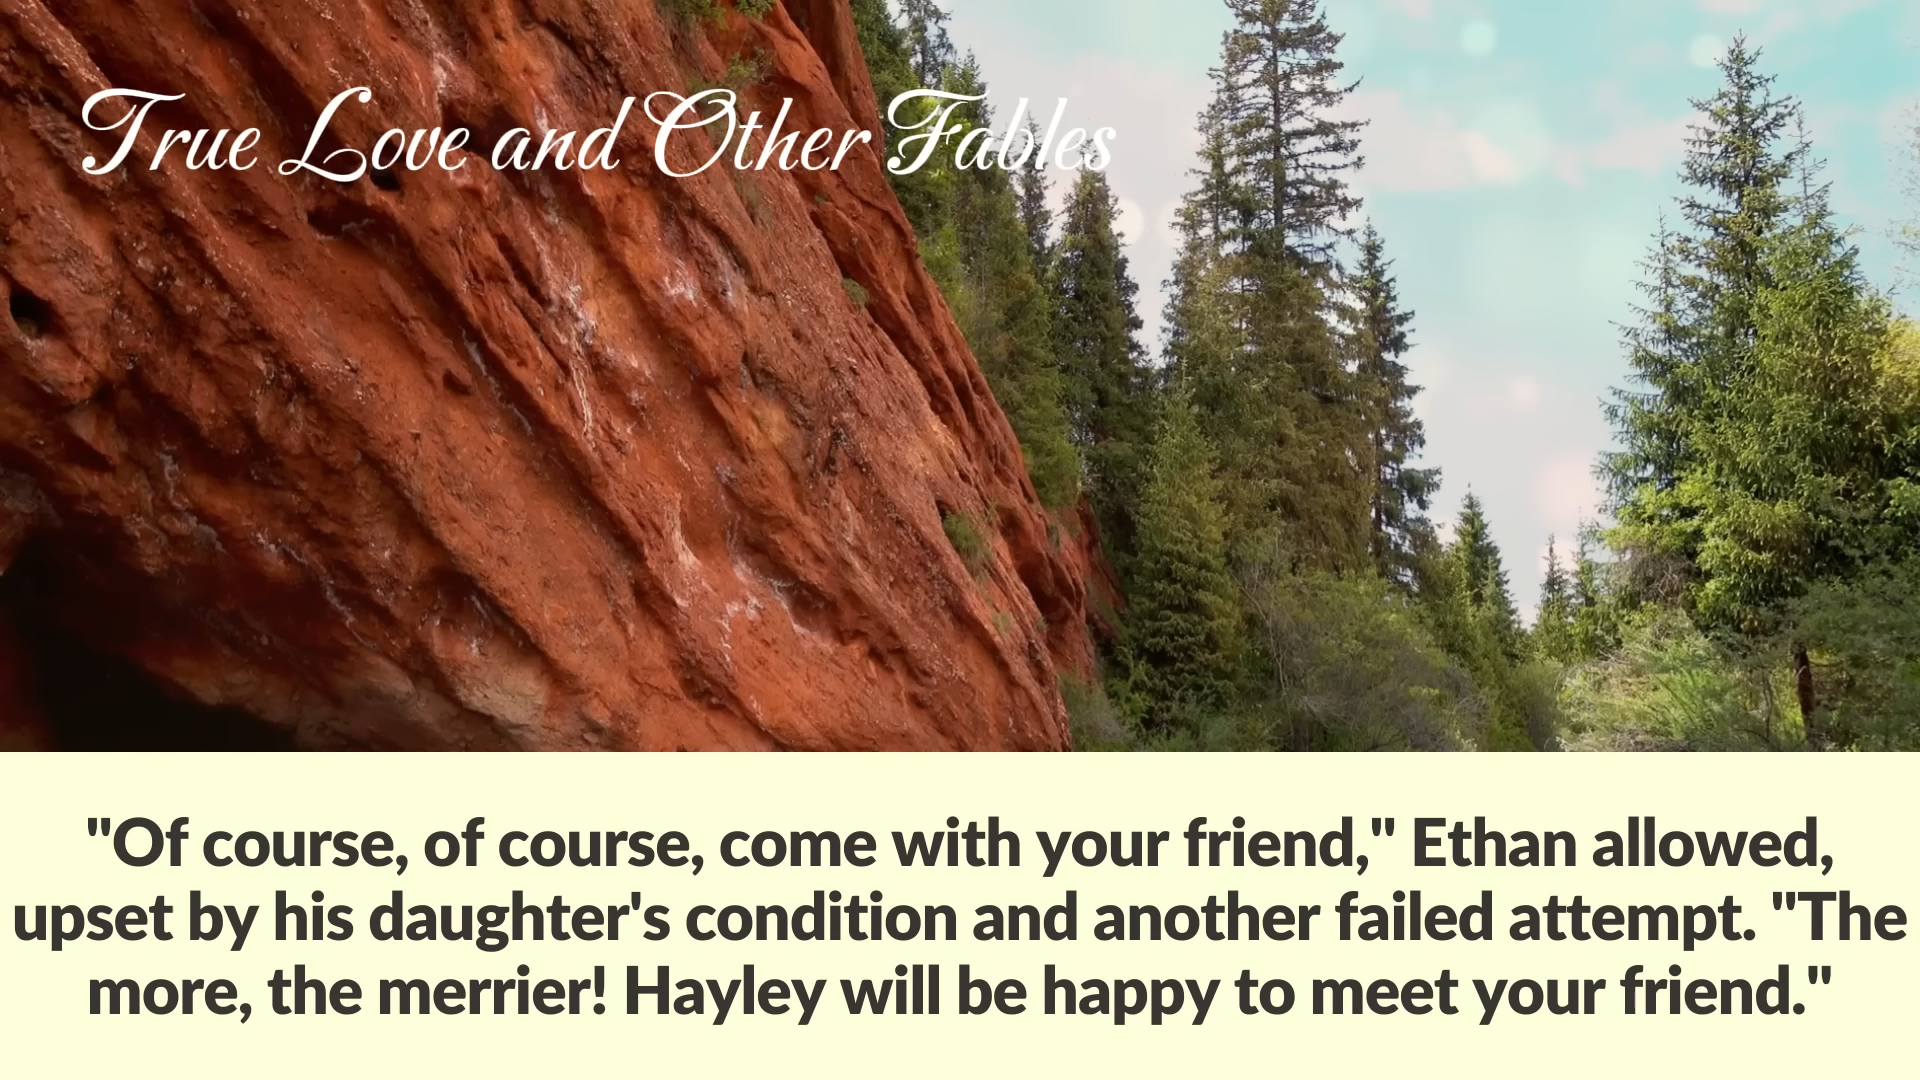 True Love and Other Fables
"Of course, of course, come with your friend," Ethan allowed,
upset by his daughter's condition and another failed attempt. "The
more, the merrier! Hayley will be happy to meet your friend."